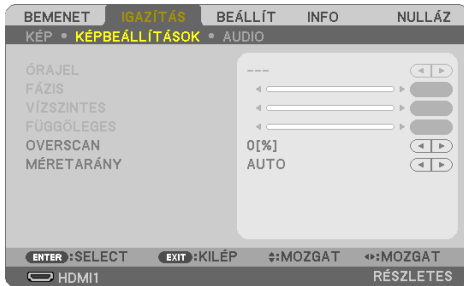 BEMENET IGAZÍTÁS BEÁLLÍT INFO NULLÁZ
KÉP • KÉPBEÁLLÍTÁSOK • AUDIO
ÓRAJEL ---
FÁZIS
VÍZSZINTES
FÜGGŐLEGES
OVERSCAN 0[%]
MÉRETARÁNY AUTO
ENTER :SELECT EXIT :KILÉP :MOZGAT :MOZGAT
HDMI1 RÉSZLETES